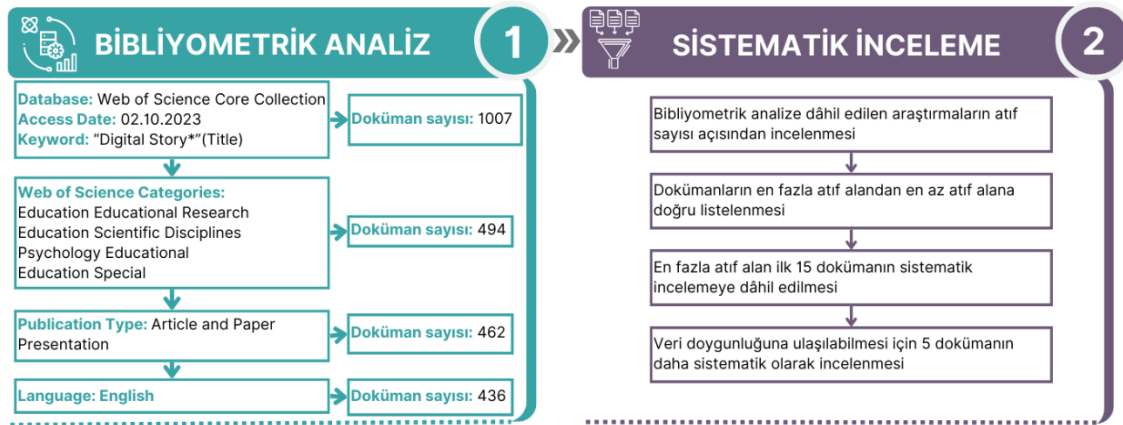 BİBLİYOMETRİK ANALİZ
1
Database: Web of Science Core Collection
Access Date: 02.10.2023
Keyword: "Digital Story*"(Title)
Doküman sayısı: 1007
Web of Science Categories:
Education Educational Research
Education Scientific Disciplines
Psychology Educational
Education Special
Doküman sayısı: 494
Publication Type: Article and Paper
Presentation
Doküman sayısı: 462
Language: English
Doküman sayısı: 436
SİSTEMATİK İNCELEME
2
Bibliyometrik analize dâhil edilen araştırmaların atıf
sayısı açısından incelenmesi
Dokümanların en fazla atıf alandan en az atıf alana
doğru listelenmesi
En fazla atıf alan ilk 15 dokümanın sistematik
incelemeye dâhil edilmesi
Veri doygunluğuna ulaşılabilmesi için 5 dokümanın
daha sistematik olarak incelenmesi